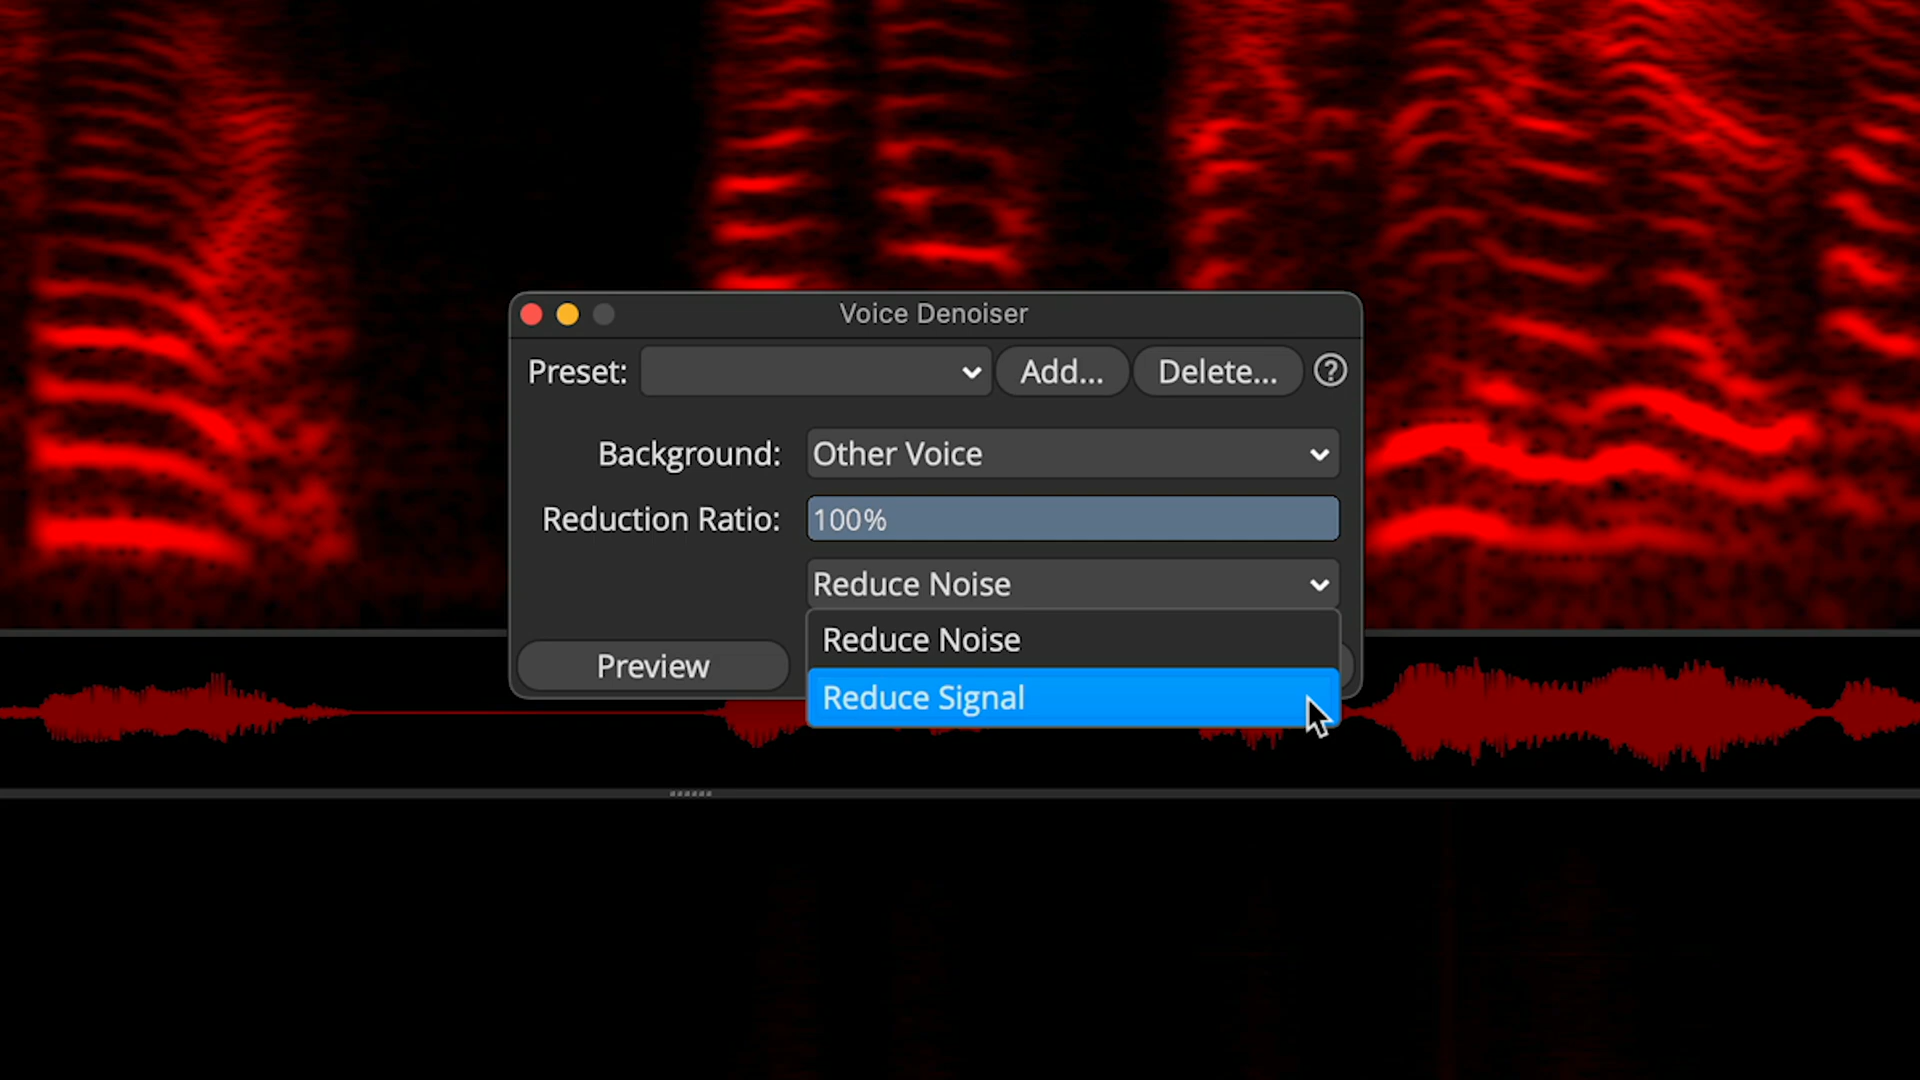 Voice Denoiser
Preset:
Add...
Delete...
?
Background:
Other Voice
Reduction Ratio:
100%
Reduce Noise
Reduce Noise
Preview
Reduce Signal